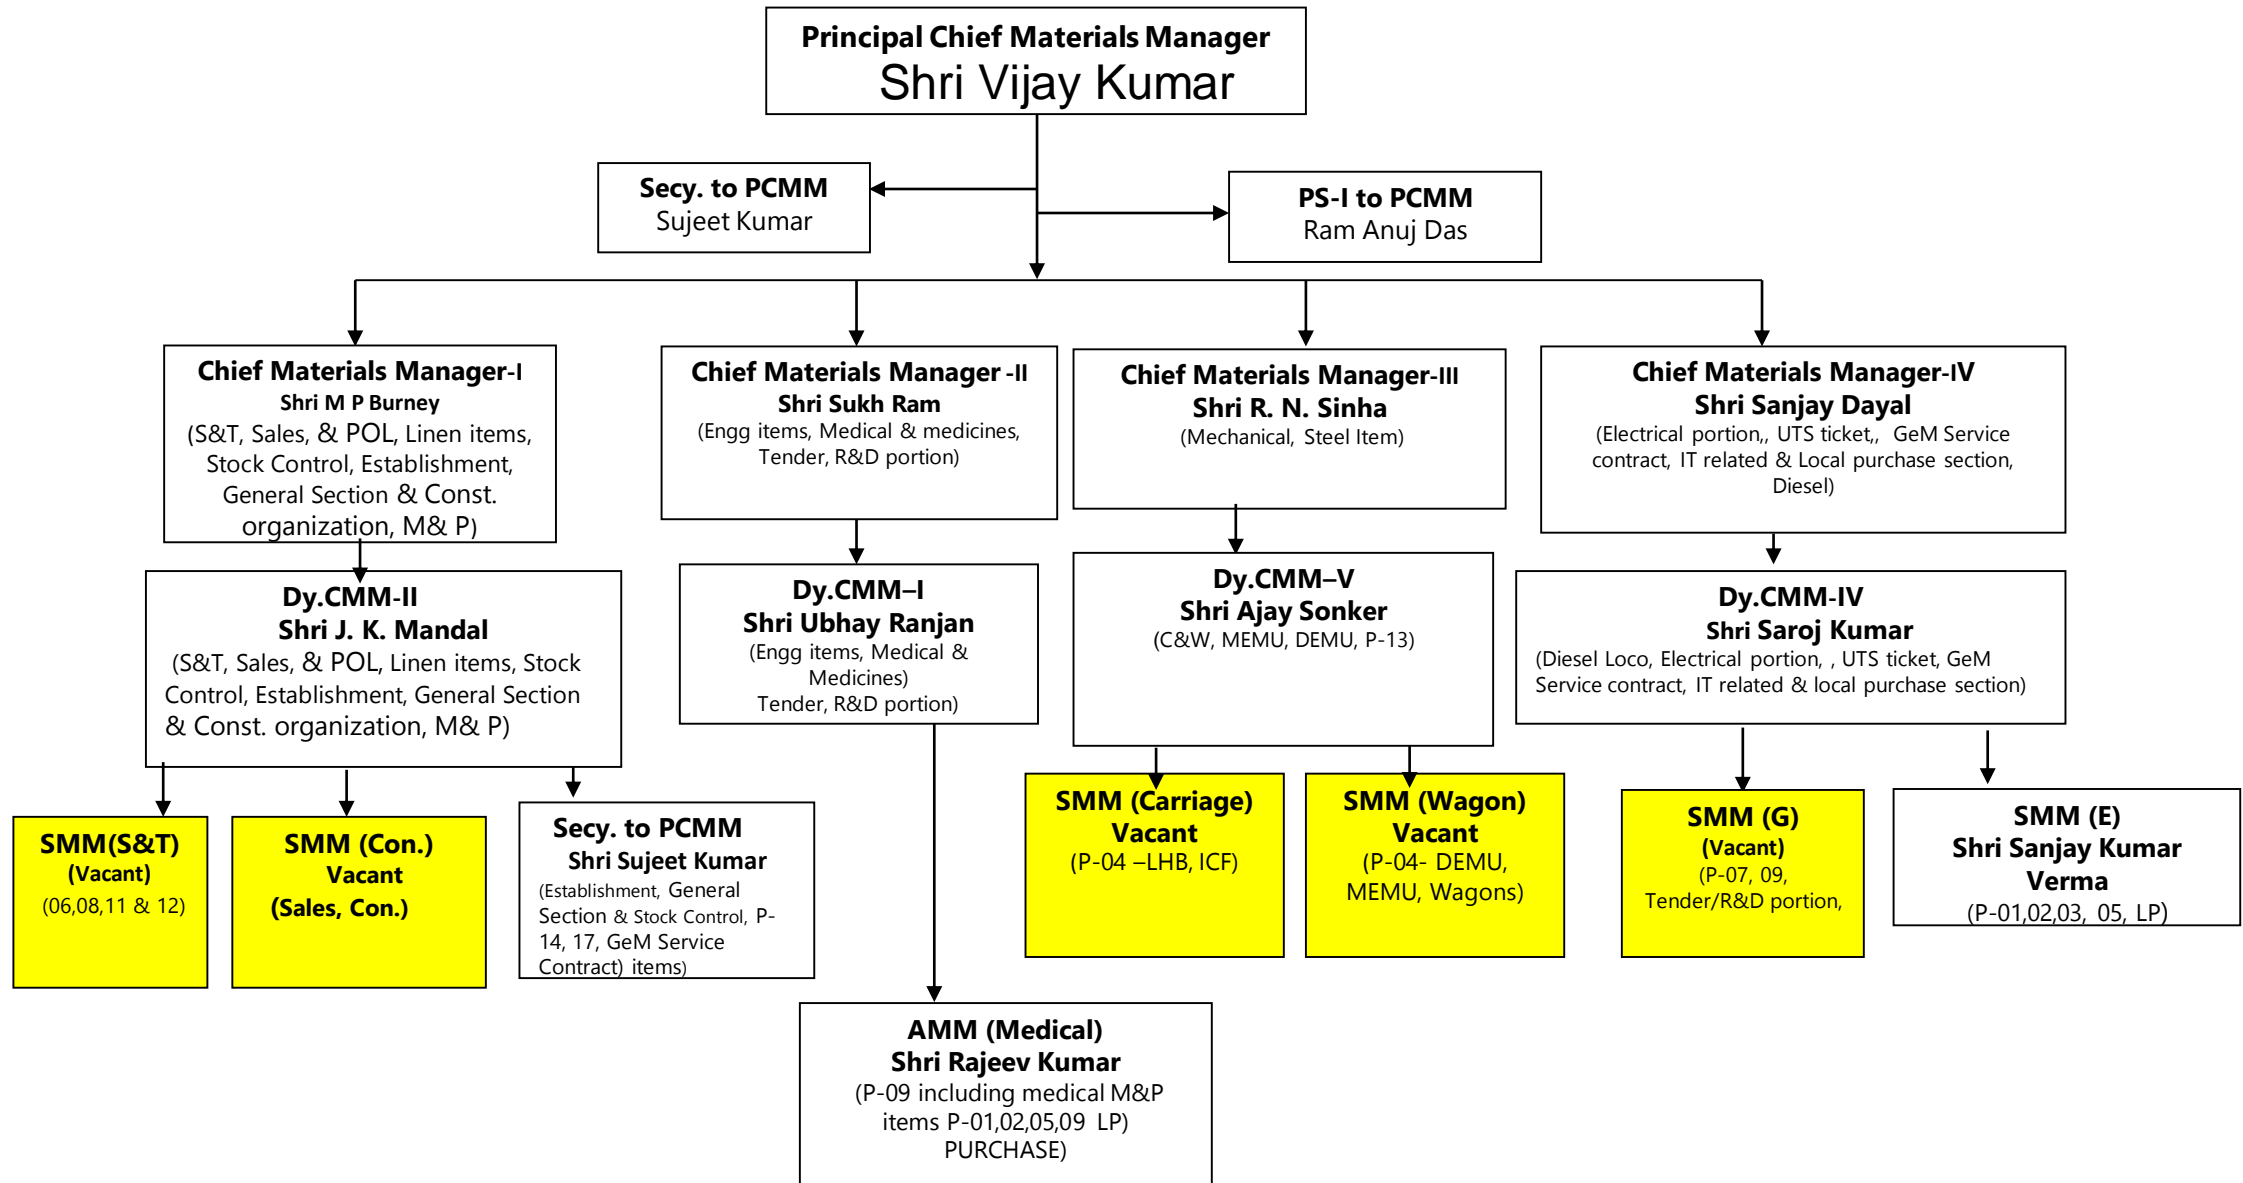 Principal Chief Materials Manager
Shri Vijay Kumar
Secy. to PCMM
Sujeet Kumar
PS-I to PCMM
Ram Anuj Das
Chief Materials Manager-I
Shri M P Burney
(S&T, Sales, & POL, Linen items,
Stock Control, Establishment,
General Section & Const.
organization, M& P)
Chief Materials Manager -II
Shri Sukh Ram
(Engg items, Medical & medicines,
Tender, R&D portion)
Chief Materials Manager-III
Shri R. N. Sinha
(Mechanical, Steel Item)
Chief Materials Manager-IV
Shri Sanjay Dayal
(Electrical portion,, UTS ticket,, GeM Service
contract, IT related & Local purchase section,
Diesel)
Dy.CMM-II
Shri J. K. Mandal
(S&T, Sales, & POL, Linen items, Stock
Control, Establishment, General Section
& Const. organization, M& P)
Dy.CMM–I
Shri Ubhay Ranjan
(Engg items, Medical &
Medicines)
Tender, R&D portion)
Dy.CMM–V
Shri Ajay Sonker
(C&W, MEMU, DEMU, P-13)
Dy.CMM-IV
Shri Saroj Kumar
(Diesel Loco, Electrical portion, , UTS ticket, GeM
Service contract, IT related & local purchase section)
SMM(S&T)
(Vacant)
(06,08,11 & 12)
SMM (Con.)
Vacant
(Sales, Con.)
Secy. to PCMM
Shri Sujeet Kumar
(Establishment, General
Section & Stock Control, P-
14, 17, GeM Service
Contract) items)
SMM (Carriage)
Vacant
(P-04 –LHB, ICF)
SMM (Wagon)
Vacant
(P-04- DEMU,
MEMU, Wagons)
SMM (G)
(Vacant)
(P-07, 09,
Tender/R&D portion,
SMM (E)
Shri Sanjay Kumar
Verma
(P-01,02,03, 05, LP)
AMM (Medical)
Shri Rajeev Kumar
(P-09 including medical M&P
items P-01,02,05,09 LP)
PURCHASE)